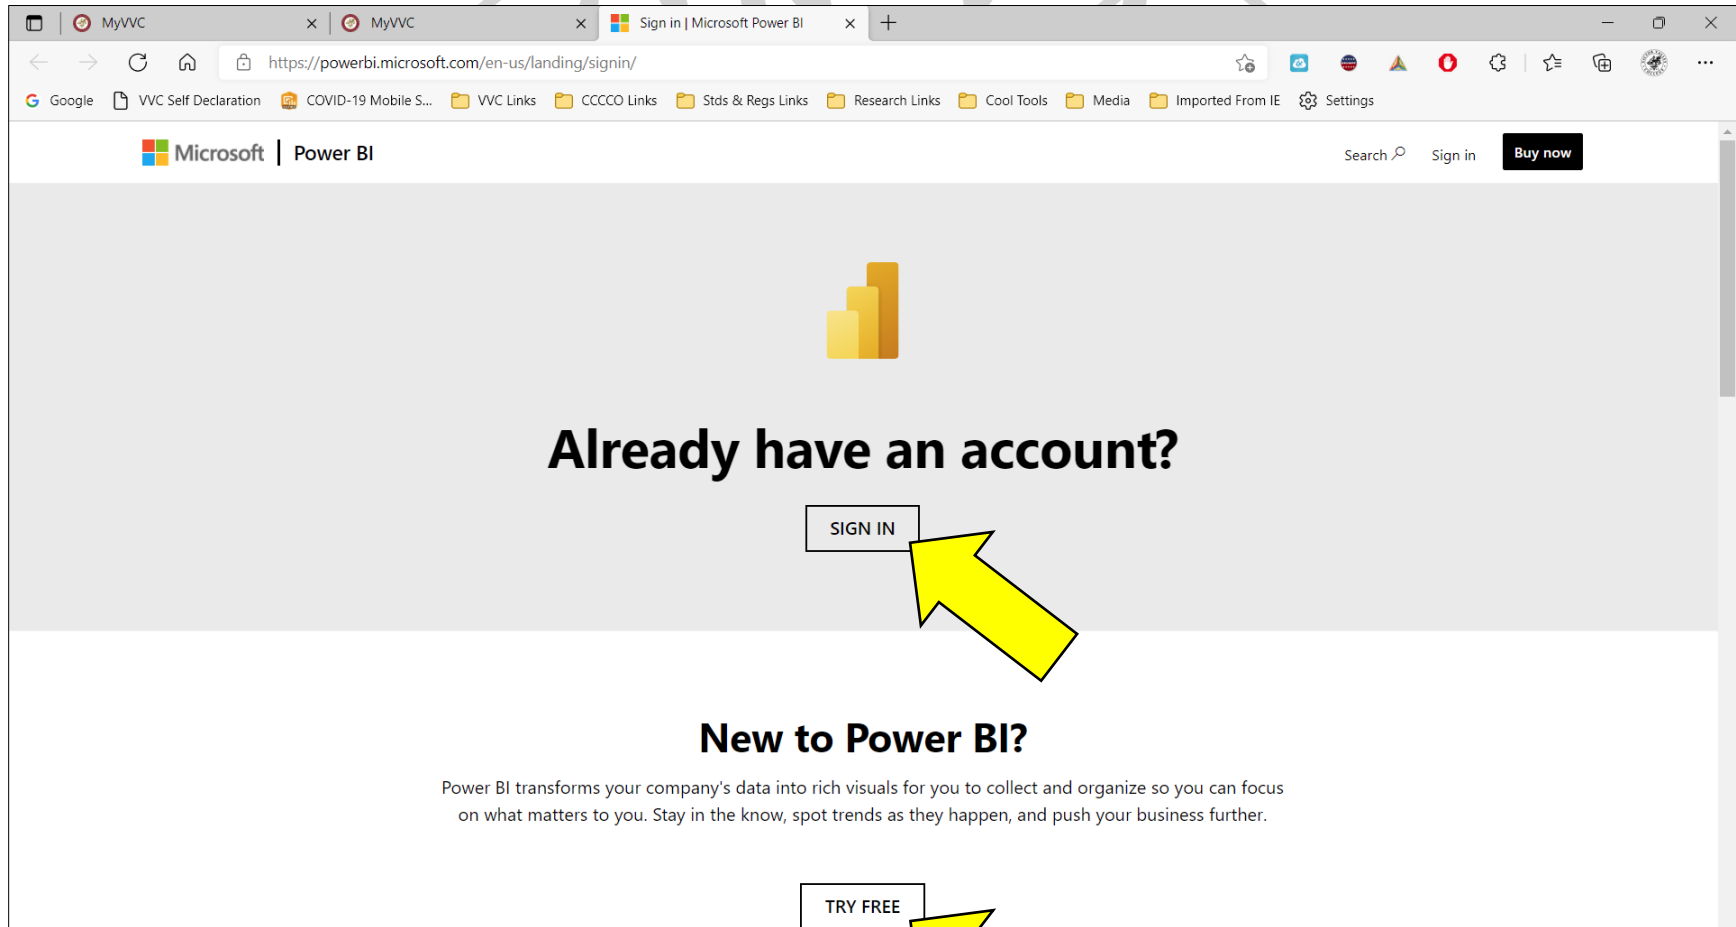 MyVVC
MyVVC
Sign in | Microsoft Power BI
https://powerbi.microsoft.com/en-us/landing/signin/
Google VVC Self Declaration COVID-19 Mobile S... VVC Links CCCCO Links Stds & Regs Links Research Links Cool Tools Media Imported From IE Settings
Microsoft Power BI
Search Sign in Buy now
Already have an account?
SIGN IN
New to Power BI?
Power BI transforms your company's data into rich visuals for you to collect and organize so you can focus
on what matters to you. Stay in the know, spot trends as they happen, and push your business further.
TRY FREE